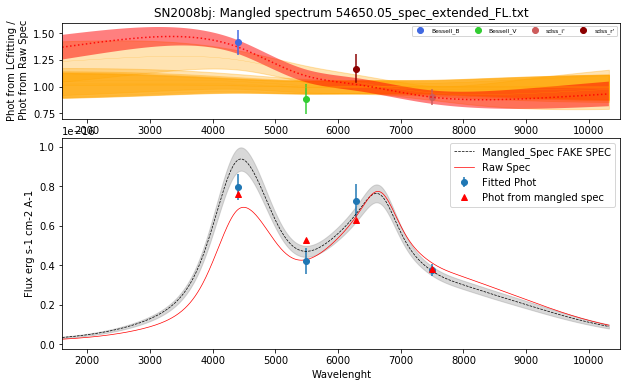 SN2008bj: Mangled spectrum 54650.05_spec_extended_FL.txt
Phot from LCfitting /
Phot from Raw Spec
1.50
1.25
1.00
0.75
Bessell_B
Bessell_V
sdss_i'
sdss_r'
2000 3000 4000 5000 6000 7000 8000 9000 10000
Flux erg s-1 cm-2 A-1
1.0
0.8
0.6
0.4
0.2
0.0
Mangled_Spec FAKE SPEC
Raw Spec
Fitted Phot
Phot from mangled spec
2000 3000 4000 5000 6000 7000 8000 9000 10000
Wavelenght